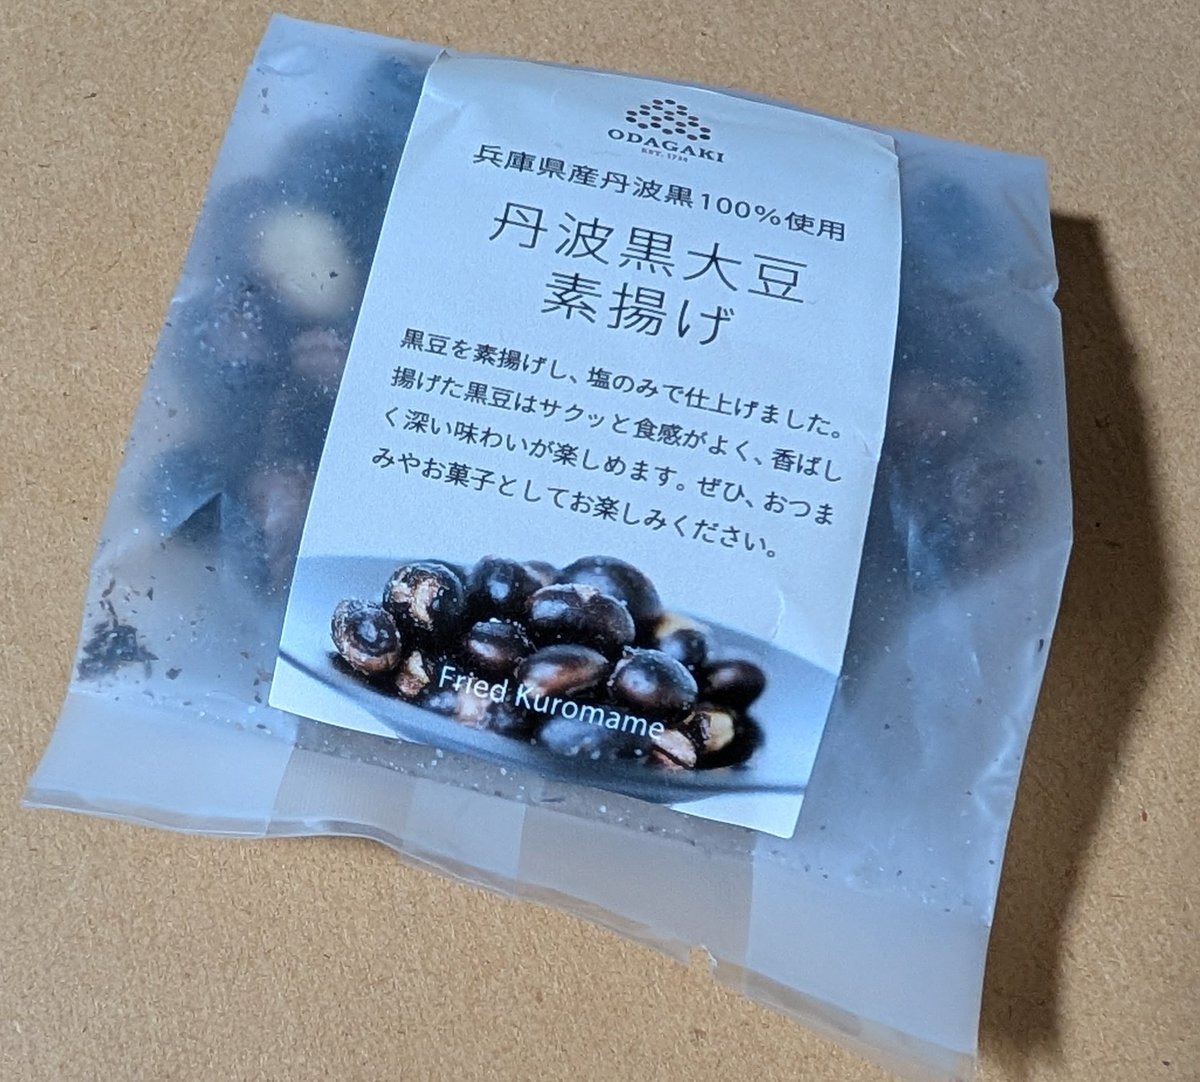 ODAGAKI
EST. 1734
兵庫県産丹波黒100%使用
丹波黒大豆
素揚げ
黒豆を素揚げし、塩のみで仕上げました。
揚げた黒豆はサクッと食感がよく、香ばし
く深い味わいが楽しめます。ぜひ、おつま
みやお菓子としてお楽しみください。
Fried Kuromame